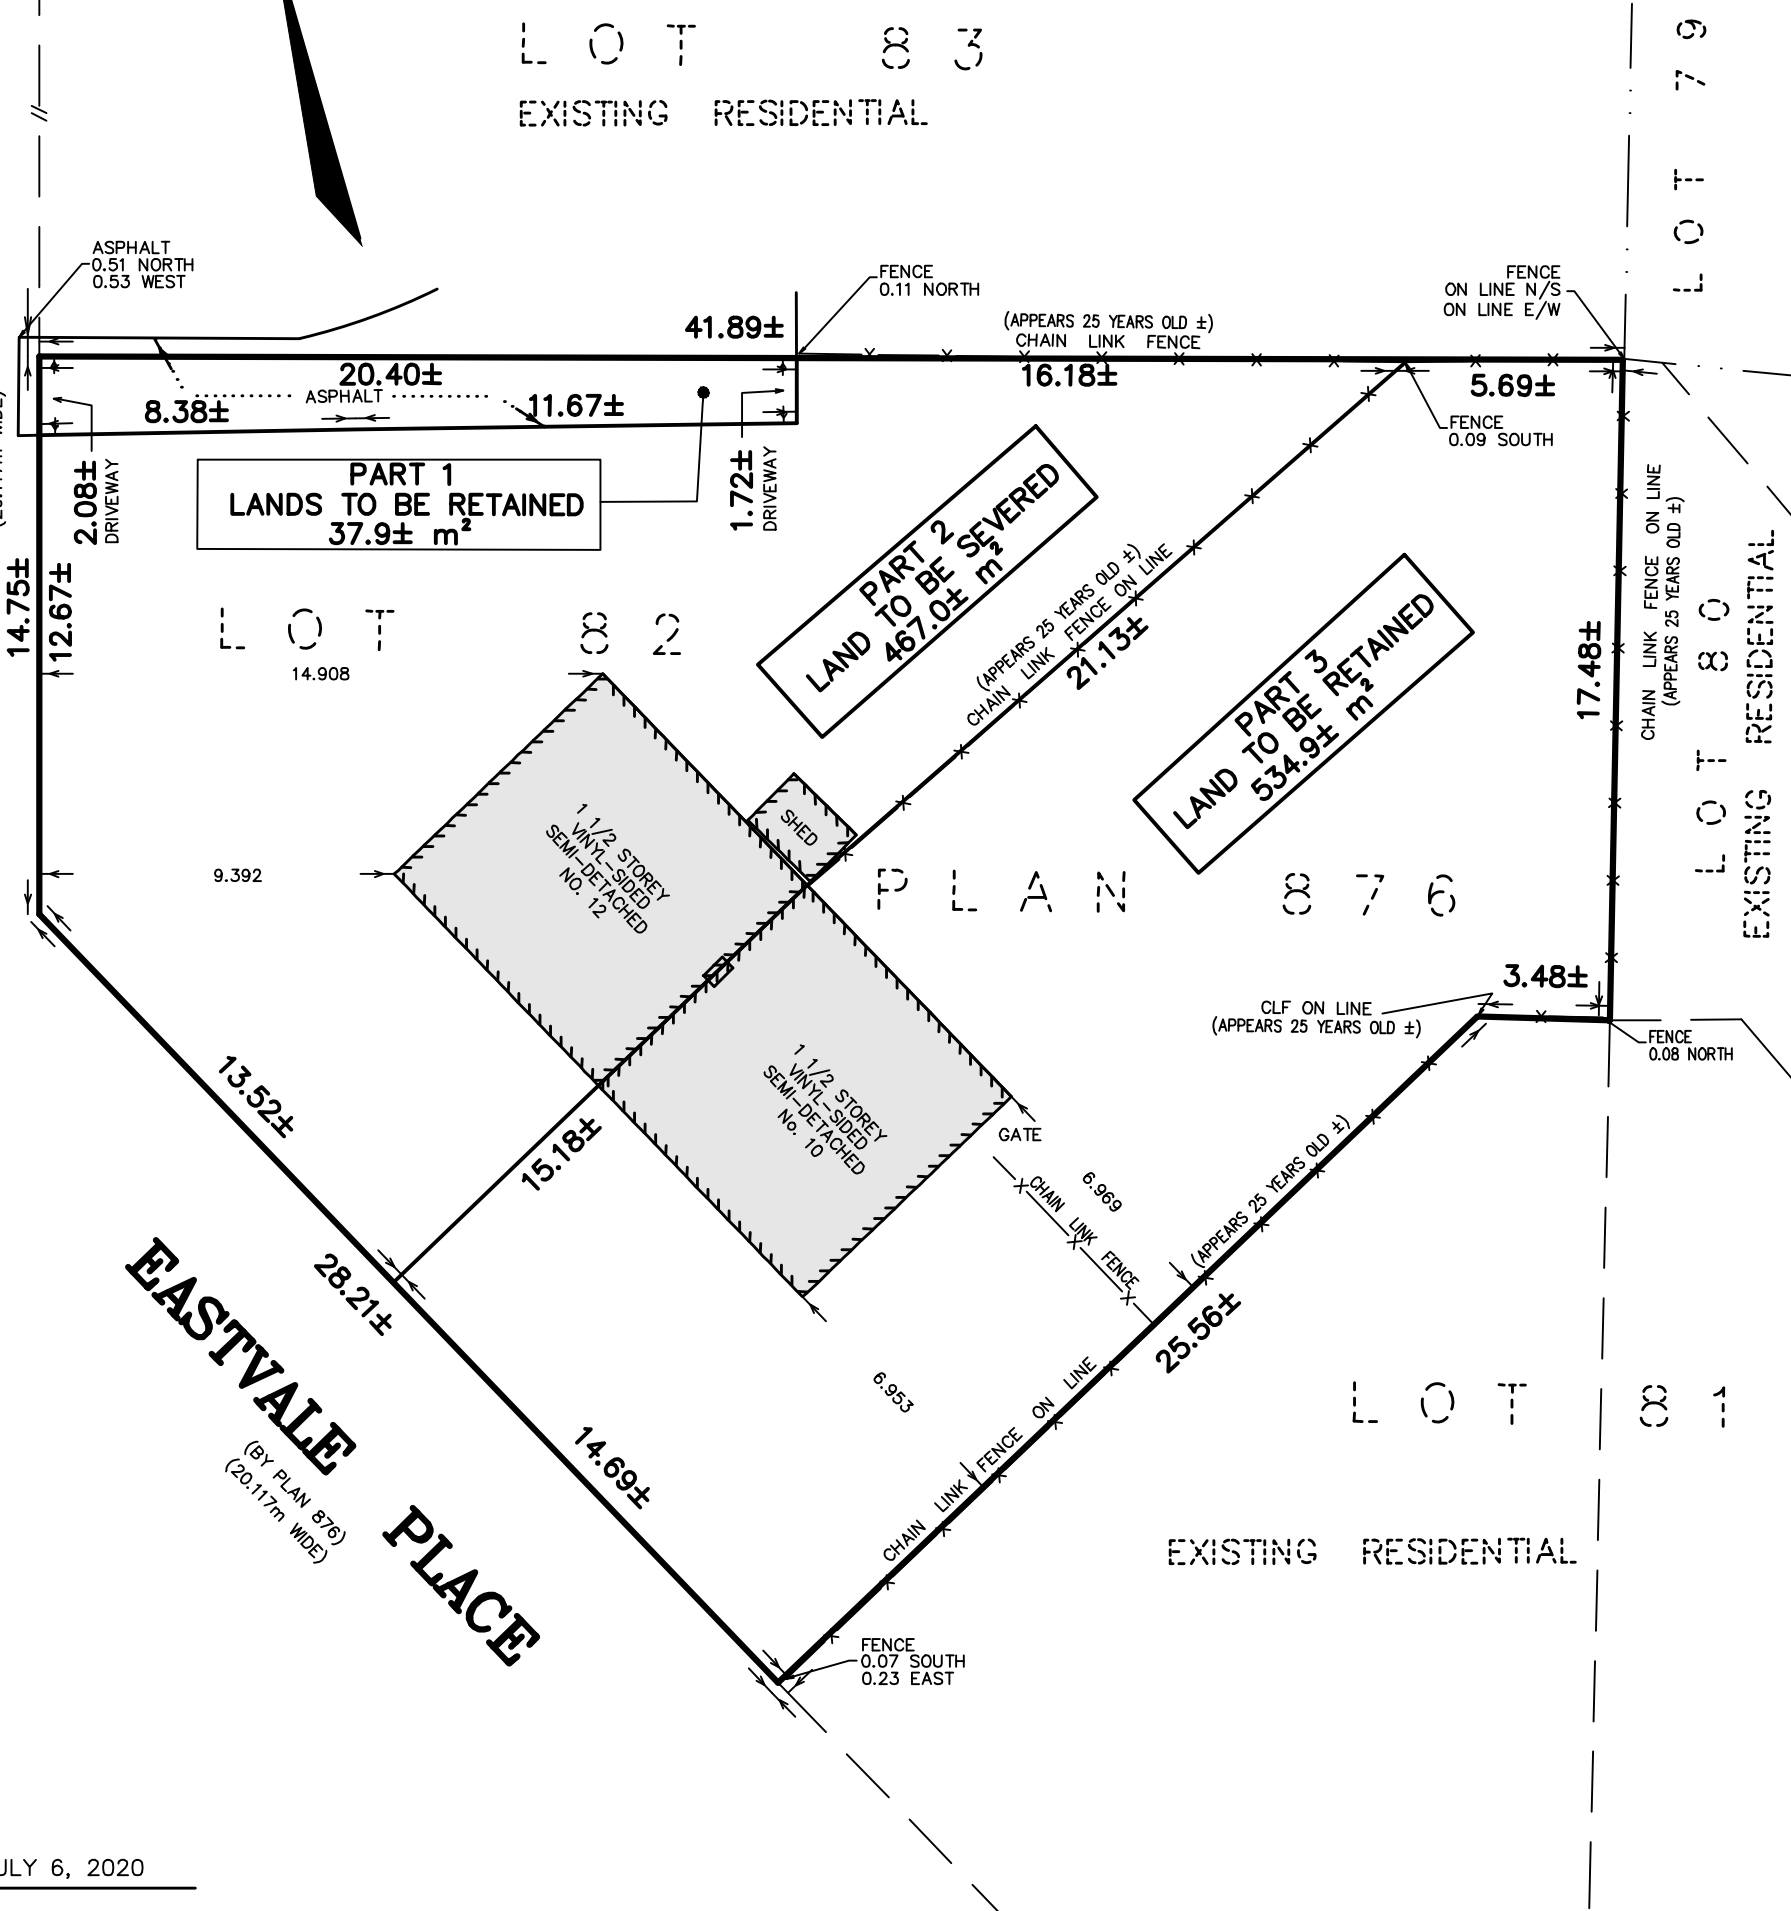 LOT 83
EXISTING RESIDENTIAL
LOT 79
ASPHALT
0.51 NORTH
0.53 WEST
FENCE
0.11 NORTH
FENCE
ON LINE N/S
ON LINE E/W
41.89±
(APPEARS 25 YEARS OLD ±)
CHAIN LINK FENCE
20.40±
16.18±
5.69±
8.38±
ASPHALT
11.67±
FENCE
0.09 SOUTH
2.08±
DRIVEWAY
1.72±
DRIVEWAY
PART 1
LANDS TO BE RETAINED
37.9± m²
14.75±
12.67±
LOT 82
14.908
PART 2
LAND TO BE SEVERED
467.0± m²
(APPEARS 25 YEARS OLD ±)
CHAIN LINK FENCE ON LINE
21.13±
PART 3
LAND TO BE RETAINED
534.9± m²
17.48±
CHAIN LINK FENCE ON LINE
(APPEARS 25 YEARS OLD ±)
LOT 80
EXISTING RESIDENTIAL
1 1/2 STOREY
VINYL-SIDED
SEMI-DETACHED
NO. 12
SHED
9.392
PLAN 876
3.48±
CLF ON LINE
(APPEARS 25 YEARS OLD ±)
FENCE
0.08 NORTH
1 1/2 STOREY
VINYL-SIDED
SEMI-DETACHED
No. 10
13.52±
15.18±
GATE
CHAIN LINK FENCE
6.969
(APPEARS 25 YEARS OLD ±)
25.56±
28.21±
EASTVALE PLACE
(BY PLAN 876)
(20.117m WIDE)
6.953
14.69±
CHAIN LINK FENCE ON LINE
LOT 81
EXISTING RESIDENTIAL
FENCE
0.07 SOUTH
0.23 EAST
6, 2020